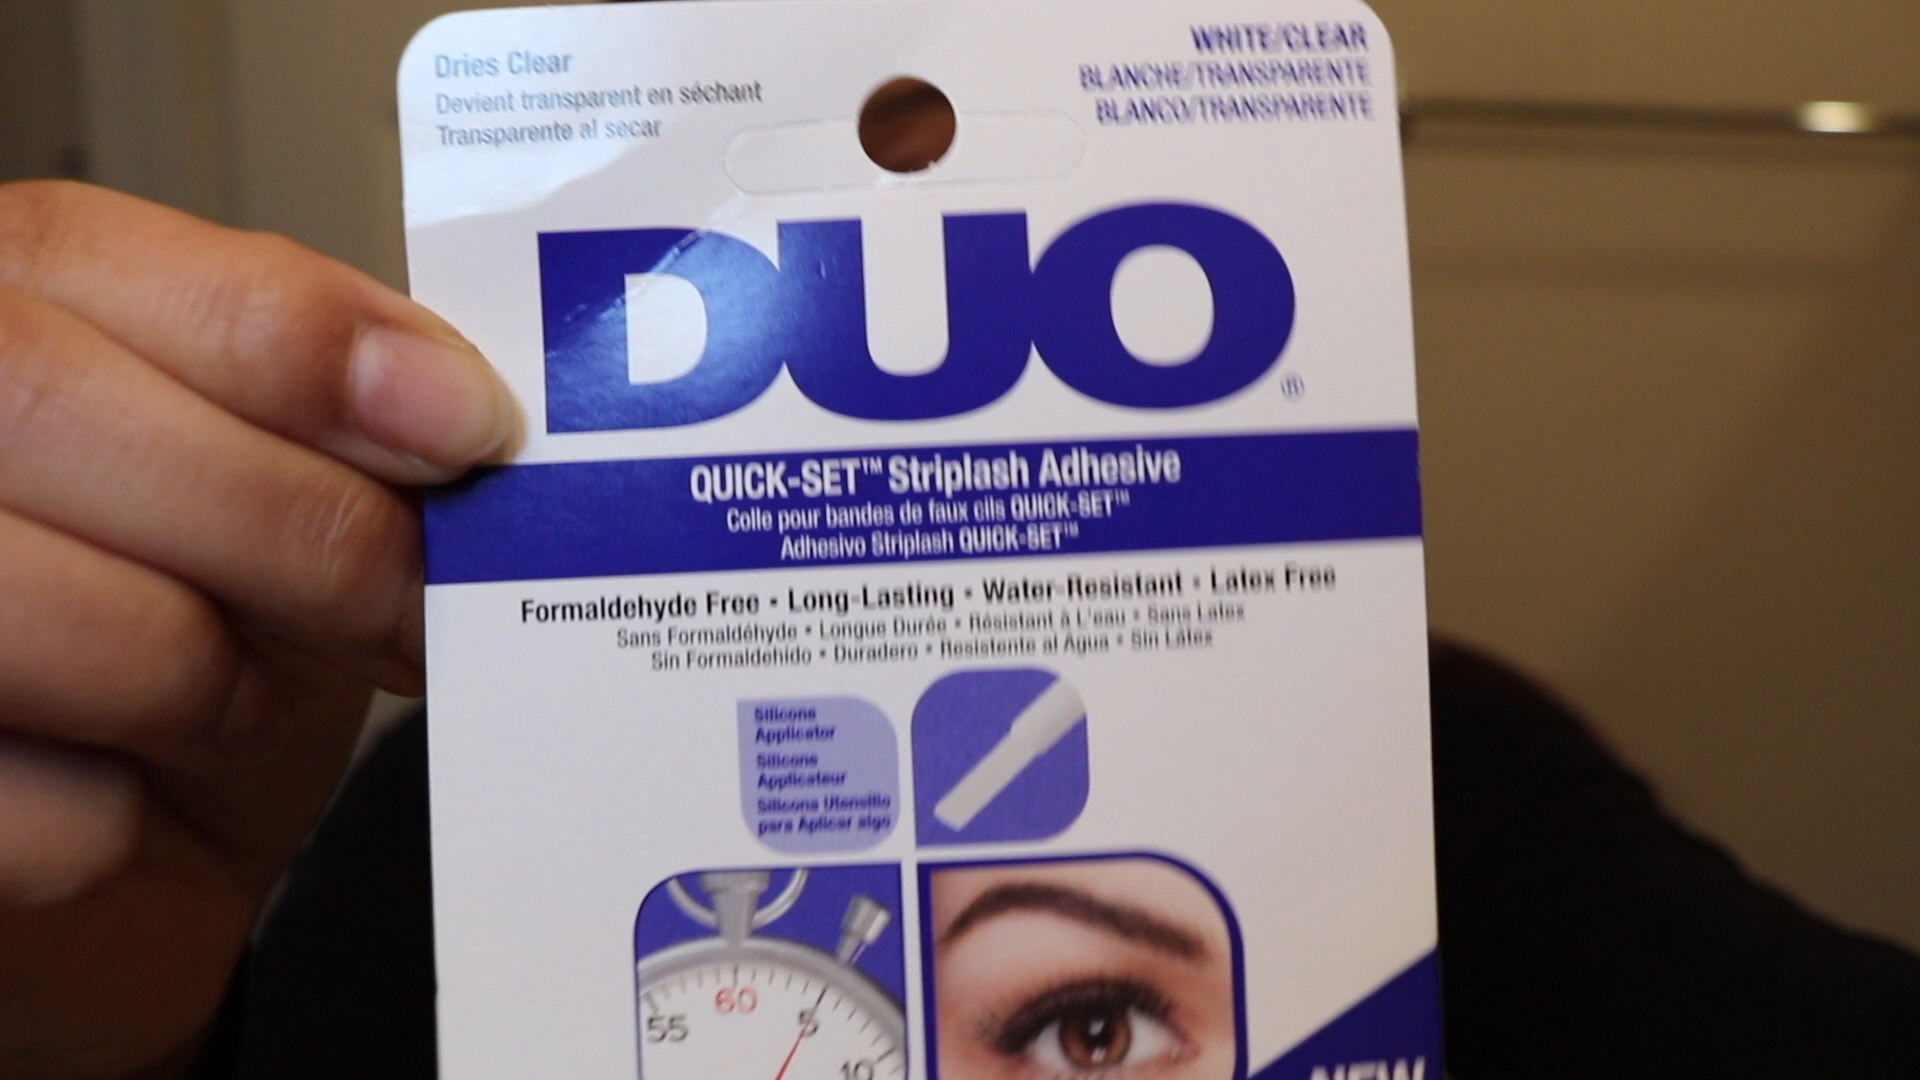 Dries Clear
Devient transparent en séchant
Transparente al secar
WHITE/CLEAR
BLANCHE/TRANSPARENTE
BLANCO/TRANSPARENTE
DUO®
QUICK-SET™ Striplash Adhesive
Colle pour bandes de faux cils QUICK-SET™
Adhesivo Striplash QUICK-SET™
Formaldehyde Free • Long-Lasting • Water-Resistant • Latex Free
Sans Formaldéhyde • Longue Durée • Résistant à L'eau • Sans Latex
Sin Formaldehido • Duradero • Resistente al Agua • Sin Látex
Silicone
Applicator
Silicone
Applicateur
Silicona Utensilio
para Aplicar algo
55
60
5
10
NEW